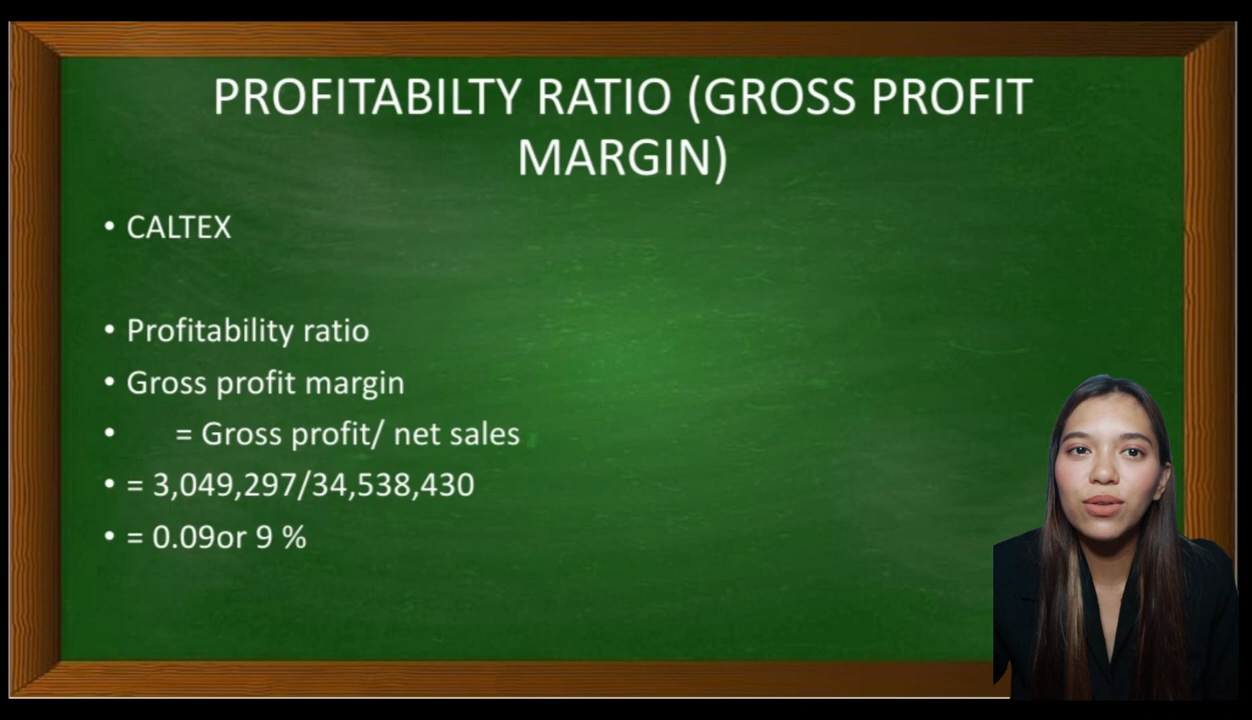 PROFITABILTY RATIO (GROSS PROFIT
MARGIN)
• CALTEX
• Profitability ratio
• Gross profit margin
• = Gross profit/ net sales
• = 3,049,297/34,538,430
• = 0.09or 9 %